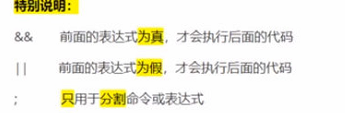 特别说明：
&& 前面的表达式为真，才会执行后面的代码
|| 前面的表达式为假，才会执行后面的代码
; 只用于分割命令或表达式